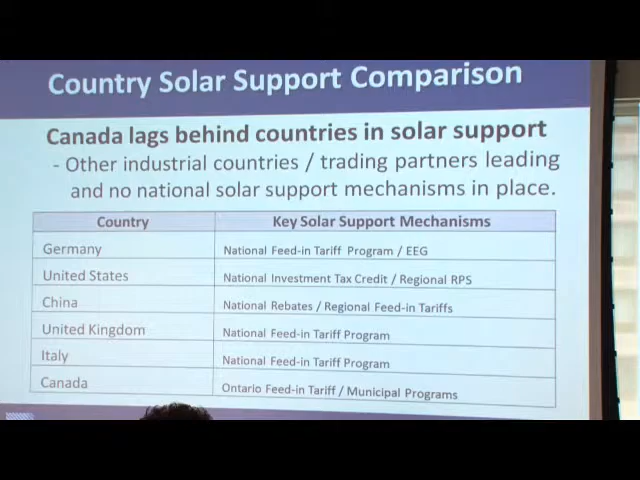 Country Solar Support Comparison
Canada lags behind countries in solar support
- Other industrial countries / trading partners leading
and no national solar support mechanisms in place.
Country Key Solar Support Mechanisms
Germany National Feed-in Tariff Program / EEG
United States National Investment Tax Credit / Regional RPS
China National Rebates / Regional Feed-in Tariffs
United Kingdom National Feed-in Tariff Program
Italy National Feed-in Tariff Program
Canada Ontario Feed-in Tariff / Municipal Programs